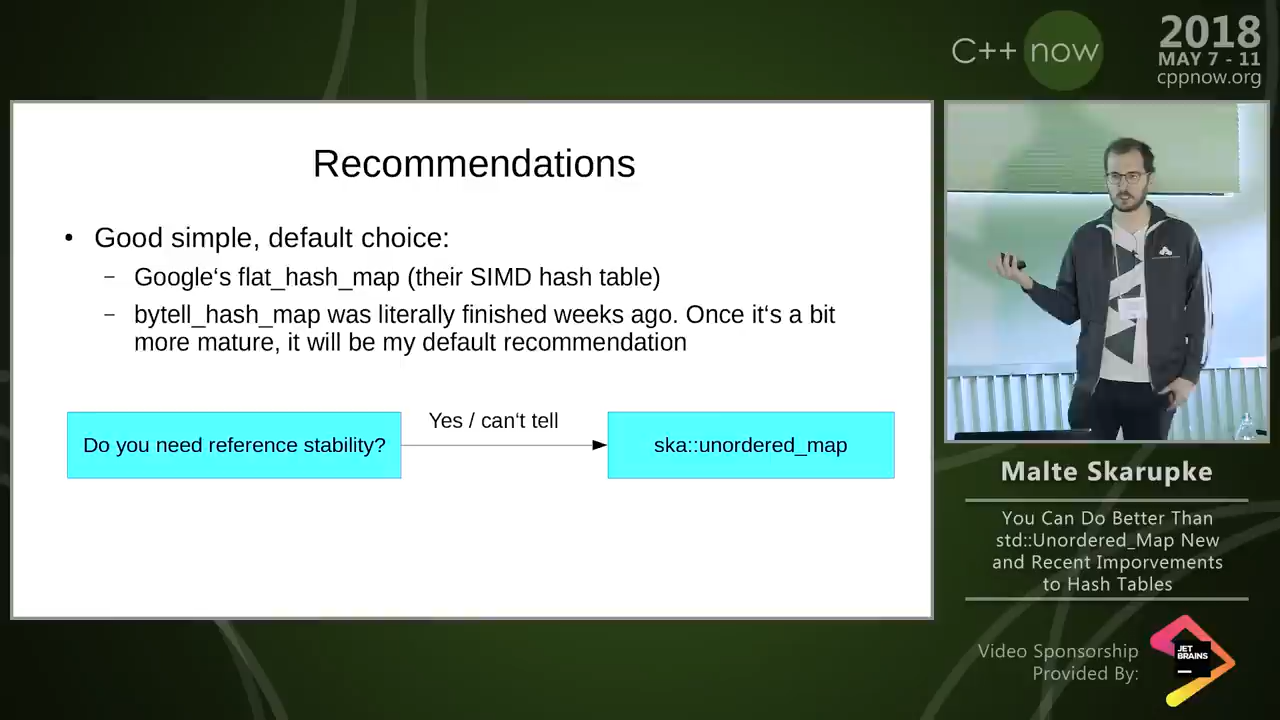 C++ now
2018
MAY 7 - 11
cppnow.org
Recommendations
• Good simple, default choice:
– Google‘s flat_hash_map (their SIMD hash table)
– bytell_hash_map was literally finished weeks ago. Once it‘s a bit
more mature, it will be my default recommendation
Do you need reference stability?
Yes / can‘t tell
ska::unordered_map
Malte Skarupke
You Can Do Better Than
std::Unordered_Map New
and Recent Imporvements
to Hash Tables
Video Sponsorship
Provided By:
JET
BRAINS